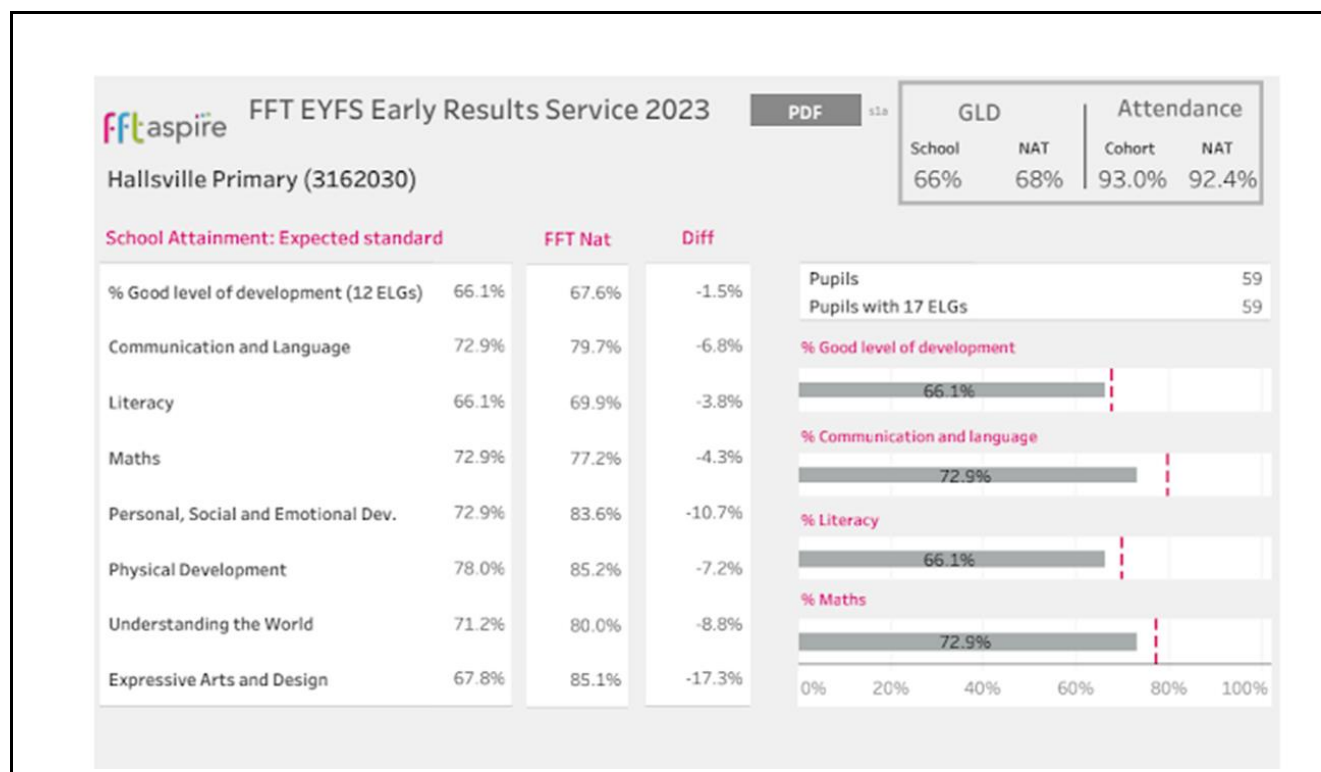 fft aspire
FFT EYFS Early Results Service 2023
PDF
s1a
GLD Attendance
School NAT Cohort NAT
66% 68% 93.0% 92.4%
Hallsville Primary (3162030)
School Attainment: Expected standard FFT Nat Diff
% Good level of development (12 ELGs) 66.1% 67.6% -1.5%
Communication and Language 72.9% 79.7% -6.8%
Literacy 66.1% 69.9% -3.8%
Maths 72.9% 77.2% -4.3%
Personal, Social and Emotional Dev. 72.9% 83.6% -10.7%
Physical Development 78.0% 85.2% -7.2%
Understanding the World 71.2% 80.0% -8.8%
Expressive Arts and Design 67.8% 85.1% -17.3%
Pupils 59
Pupils with 17 ELGs 59
% Good level of development
66.1%
% Communication and language
72.9%
% Literacy
66.1%
% Maths
72.9%
0% 20% 40% 60% 80% 100%